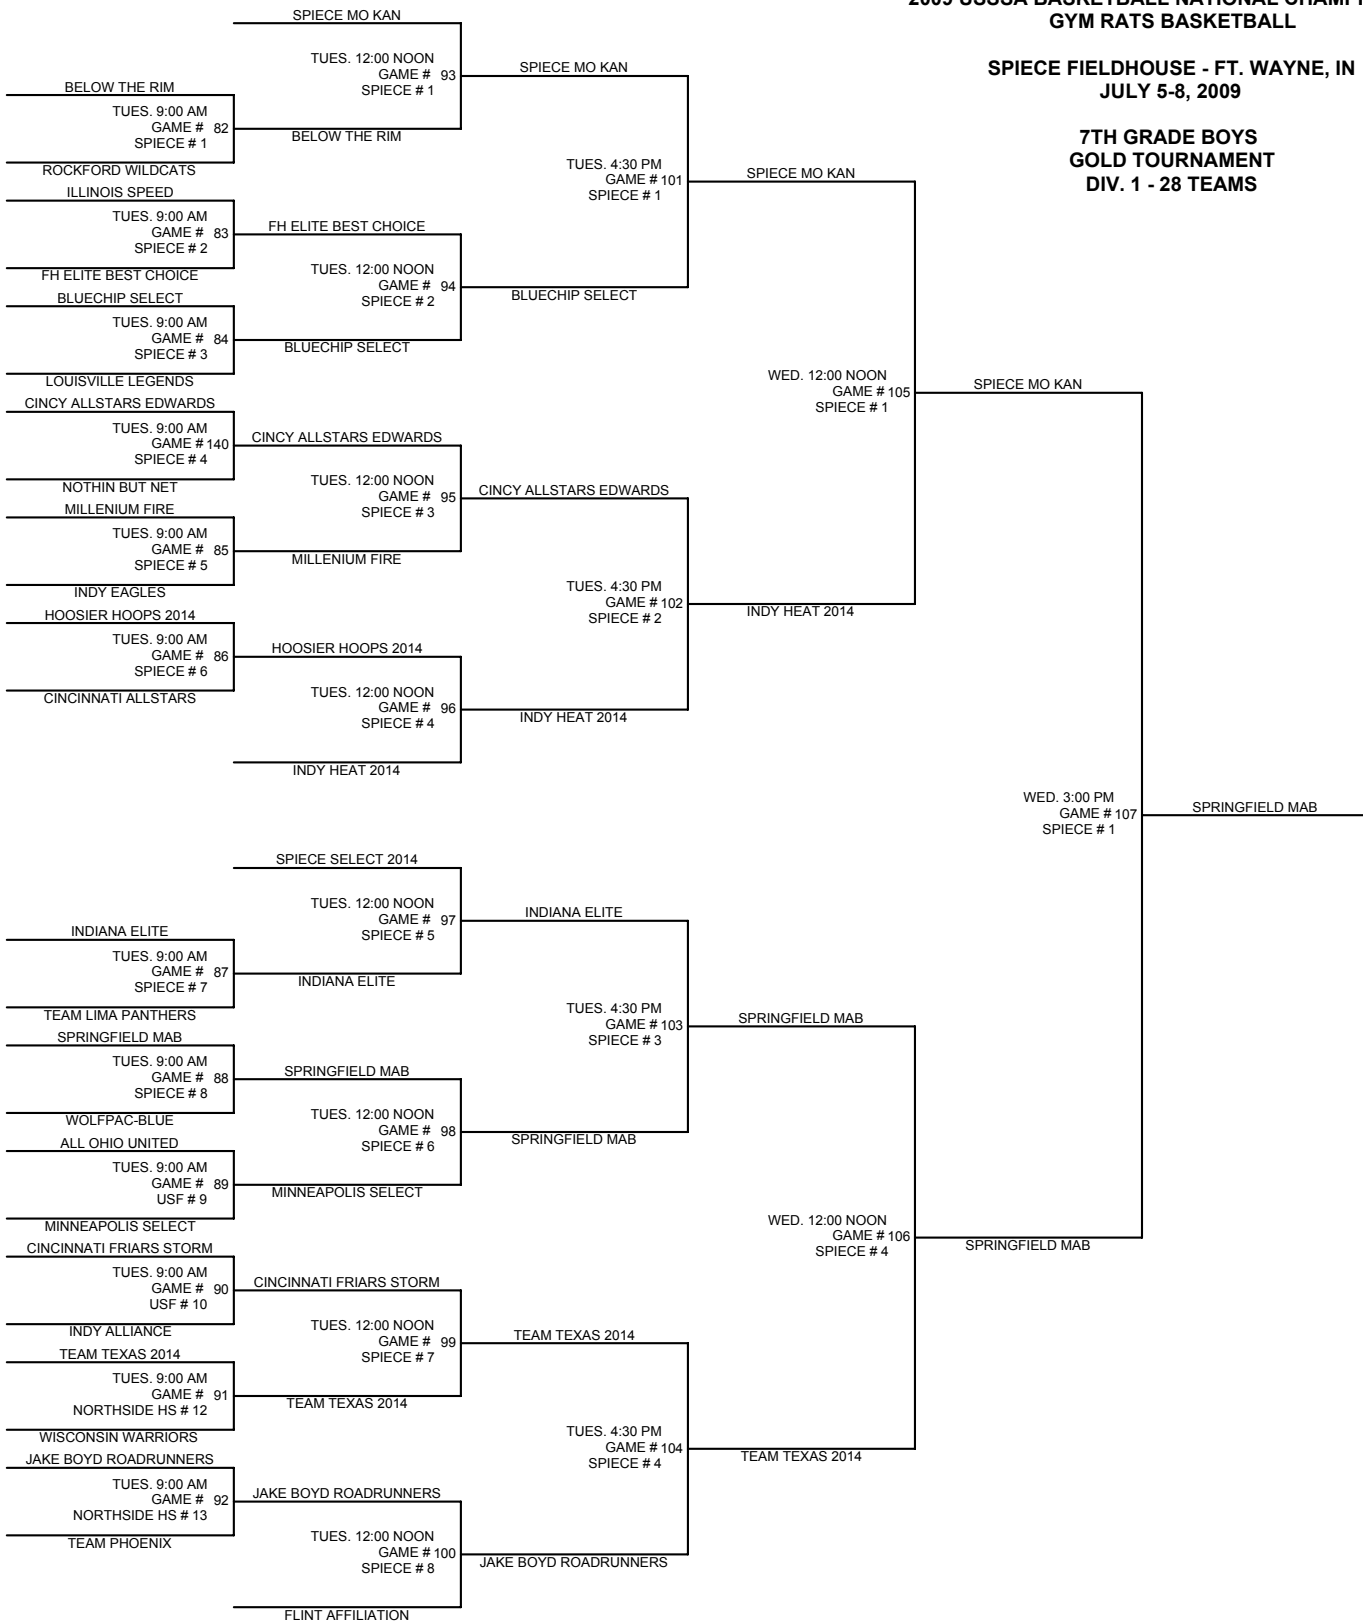 2009 USSSA BASKETBALL NATIONAL
GYM RATS BASKETBALL
SPIECE FIELDHOUSE - FT. WAYNE, IN
JULY 5-8, 2009
7TH GRADE BOYS
GOLD TOURNAMENT
DIV. 1 - 28 TEAMS
SPIECE MO KAN
TUES. 12:00 NOON
GAME # 93
SPIECE # 1
SPIECE MO KAN
BELOW THE RIM
TUES. 9:00 AM
GAME # 82
SPIECE # 1
BELOW THE RIM
ROCKFORD WILDCATS
TUES. 4:30 PM
GAME # 101
SPIECE # 1
SPIECE MO KAN
ILLINOIS SPEED
TUES. 9:00 AM
GAME # 83
SPIECE # 2
FH ELITE BEST CHOICE
FH ELITE BEST CHOICE
TUES. 12:00 NOON
GAME # 94
SPIECE # 2
BLUECHIP SELECT
BLUECHIP SELECT
TUES. 9:00 AM
GAME # 84
SPIECE # 3
BLUECHIP SELECT
LOUISVILLE LEGENDS
WED. 12:00 NOON
GAME # 105
SPIECE # 1
SPIECE MO KAN
CINCY ALLSTARS EDWARDS
TUES. 9:00 AM
GAME # 140
SPIECE # 4
CINCY ALLSTARS EDWARDS
NOTHIN BUT NET
TUES. 12:00 NOON
GAME # 95
SPIECE # 3
CINCY ALLSTARS EDWARDS
MILLENIUM FIRE
TUES. 9:00 AM
GAME # 85
SPIECE # 5
MILLENIUM FIRE
INDY EAGLES
TUES. 4:30 PM
GAME # 102
SPIECE # 2
INDY HEAT 2014
HOOSIER HOOPS 2014
TUES. 9:00 AM
GAME # 86
SPIECE # 6
HOOSIER HOOPS 2014
CINCINNATI ALLSTARS
TUES. 12:00 NOON
GAME # 96
SPIECE # 4
INDY HEAT 2014
INDY HEAT 2014
WED. 3:00 PM
GAME # 107
SPIECE # 1
SPRINGFIELD MAB
SPIECE SELECT 2014
TUES. 12:00 NOON
GAME # 97
SPIECE # 5
INDIANA ELITE
INDIANA ELITE
TUES. 9:00 AM
GAME # 87
SPIECE # 7
INDIANA ELITE
TEAM LIMA PANTHERS
TUES. 4:30 PM
GAME # 103
SPIECE # 3
SPRINGFIELD MAB
SPRINGFIELD MAB
TUES. 9:00 AM
GAME # 88
SPIECE # 8
SPRINGFIELD MAB
WOLFPAC-BLUE
TUES. 12:00 NOON
GAME # 98
SPIECE # 6
SPRINGFIELD MAB
ALL OHIO UNITED
TUES. 9:00 AM
GAME # 89
USF # 9
MINNEAPOLIS SELECT
MINNEAPOLIS SELECT
WED. 12:00 NOON
GAME # 106
SPIECE # 4
SPRINGFIELD MAB
CINCINNATI FRIARS STORM
TUES. 9:00 AM
GAME # 90
USF # 10
CINCINNATI FRIARS STORM
INDY ALLIANCE
TUES. 12:00 NOON
GAME # 99
SPIECE # 7
TEAM TEXAS 2014
TEAM TEXAS 2014
TUES. 9:00 AM
GAME # 91
NORTHSIDE HS # 12
TEAM TEXAS 2014
WISCONSIN WARRIORS
TUES. 4:30 PM
GAME # 104
SPIECE # 4
TEAM TEXAS 2014
JAKE BOYD ROADRUNNERS
TUES. 9:00 AM
GAME # 92
NORTHSIDE HS # 13
JAKE BOYD ROADRUNNERS
TEAM PHOENIX
TUES. 12:00 NOON
GAME # 100
SPIECE # 8
JAKE BOYD ROADRUNNERS
FLINT AFFILIATION